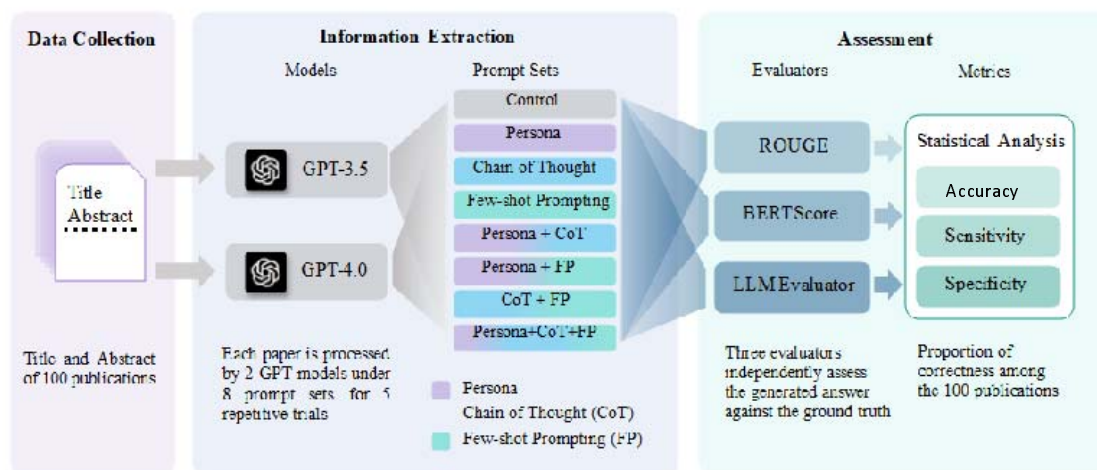 Data Collection
Information Extraction
Assessment
Models
Prompt Sets
Evaluators
Metrics
Title
Abstract
GPT-3.5
GPT-4.0
Control
Persona
Chain of Thought
Few-shot Prompting
Persona + CoT
Persona + FP
CoT + FP
Persona+CoT+FP
ROUGE
BERTScore
LLM Evaluator
Statistical Analysis
Accuracy
Sensitivity
Specificity
Title and Abstract
of 100 publications
Each paper is processed
by 2 GPT models under
8 prompt sets for 5
repetitive trials
Persona
Chain of Thought (CoT)
Few-shot Prompting (FP)
Three evaluators
independently assess
the generated answer
against the ground truth
Proportion of
correctness among
the 100 publications